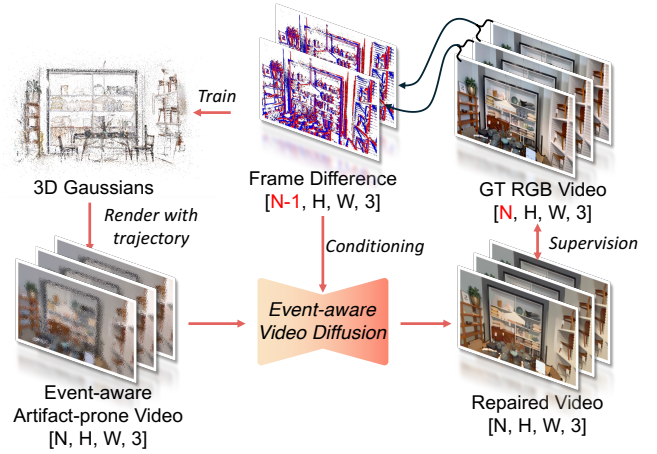 Train
3D Gaussians
Frame Difference
[N-1, H, W, 3]
GT RGB Video
[N, H, W, 3]
Render with
trajectory
Conditioning
Supervision
Event-aware
Video Diffusion
Event-aware
Artifact-prone Video
[N, H, W, 3]
Repaired Video
[N, H, W, 3]